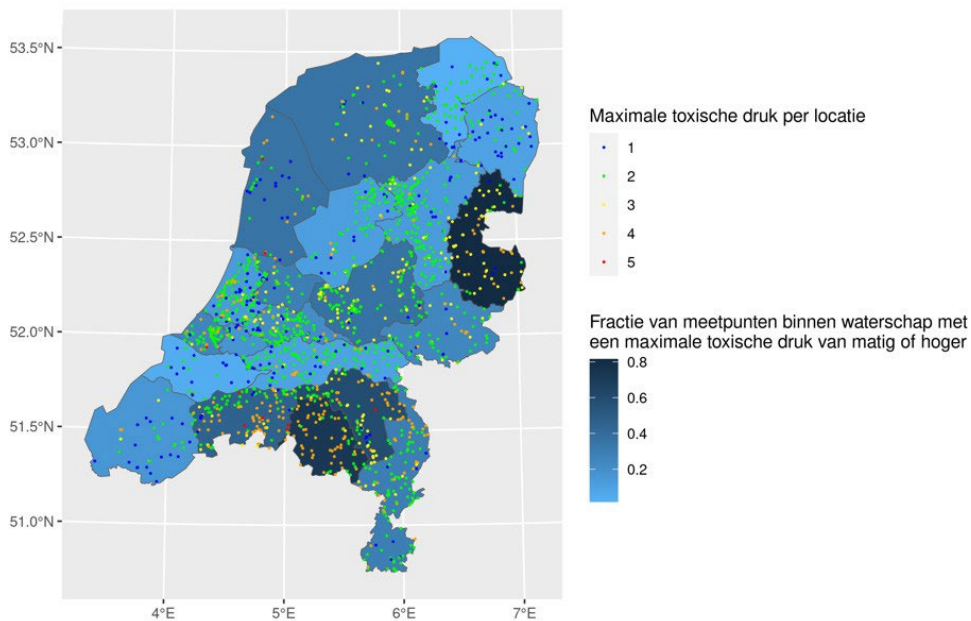 53.5°N
53.0°N
52.5°N
52.0°N
51.5°N
51.0°N
4°E
5°E
6°E
7°E
Maximale toxische druk per locatie
1
2
3
4
5
Fractie van meetpunten binnen waterschap met
een maximale toxische druk van matig of hoger
0.8
0.6
0.4
0.2